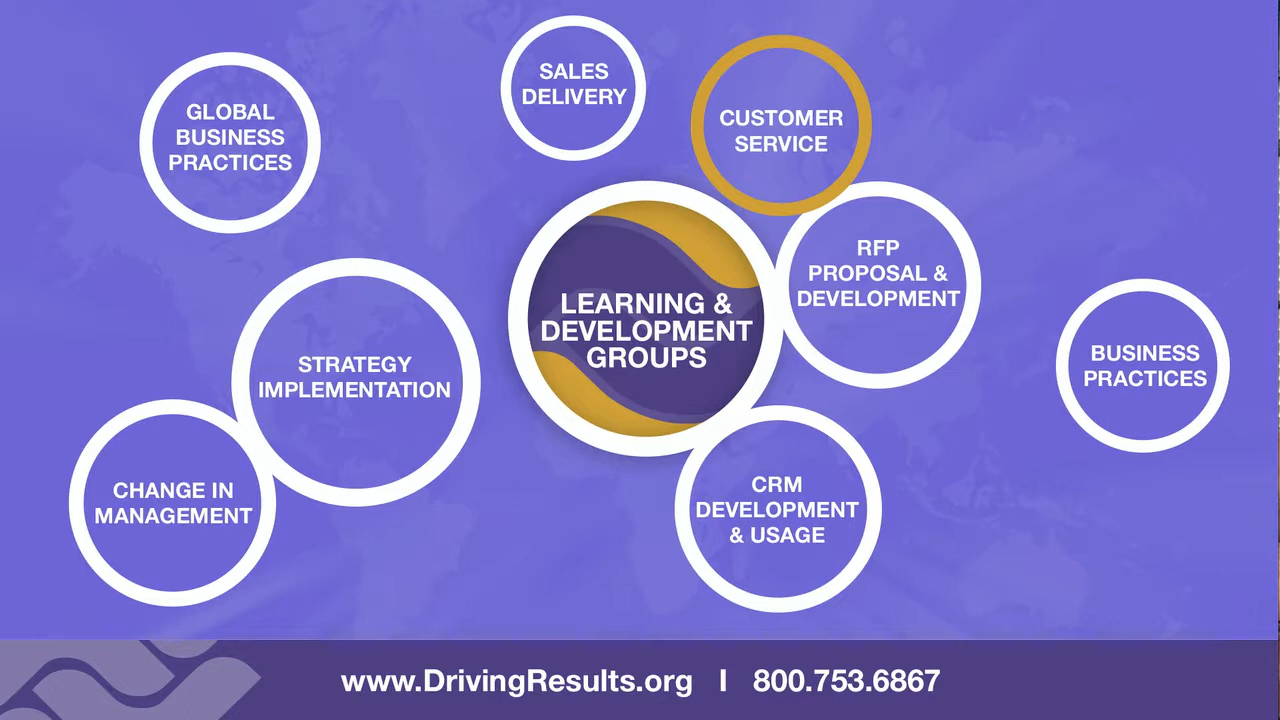 SALES
DELIVERY
GLOBAL
BUSINESS
PRACTICES
CUSTOMER
SERVICE
RFP
PROPOSAL &
DEVELOPMENT
LEARNING &
DEVELOPMENT
GROUPS
STRATEGY
IMPLEMENTATION
BUSINESS
PRACTICES
CHANGE IN
MANAGEMENT
CRM
DEVELOPMENT
& USAGE
www.DrivingResults.org | 800.753.6867